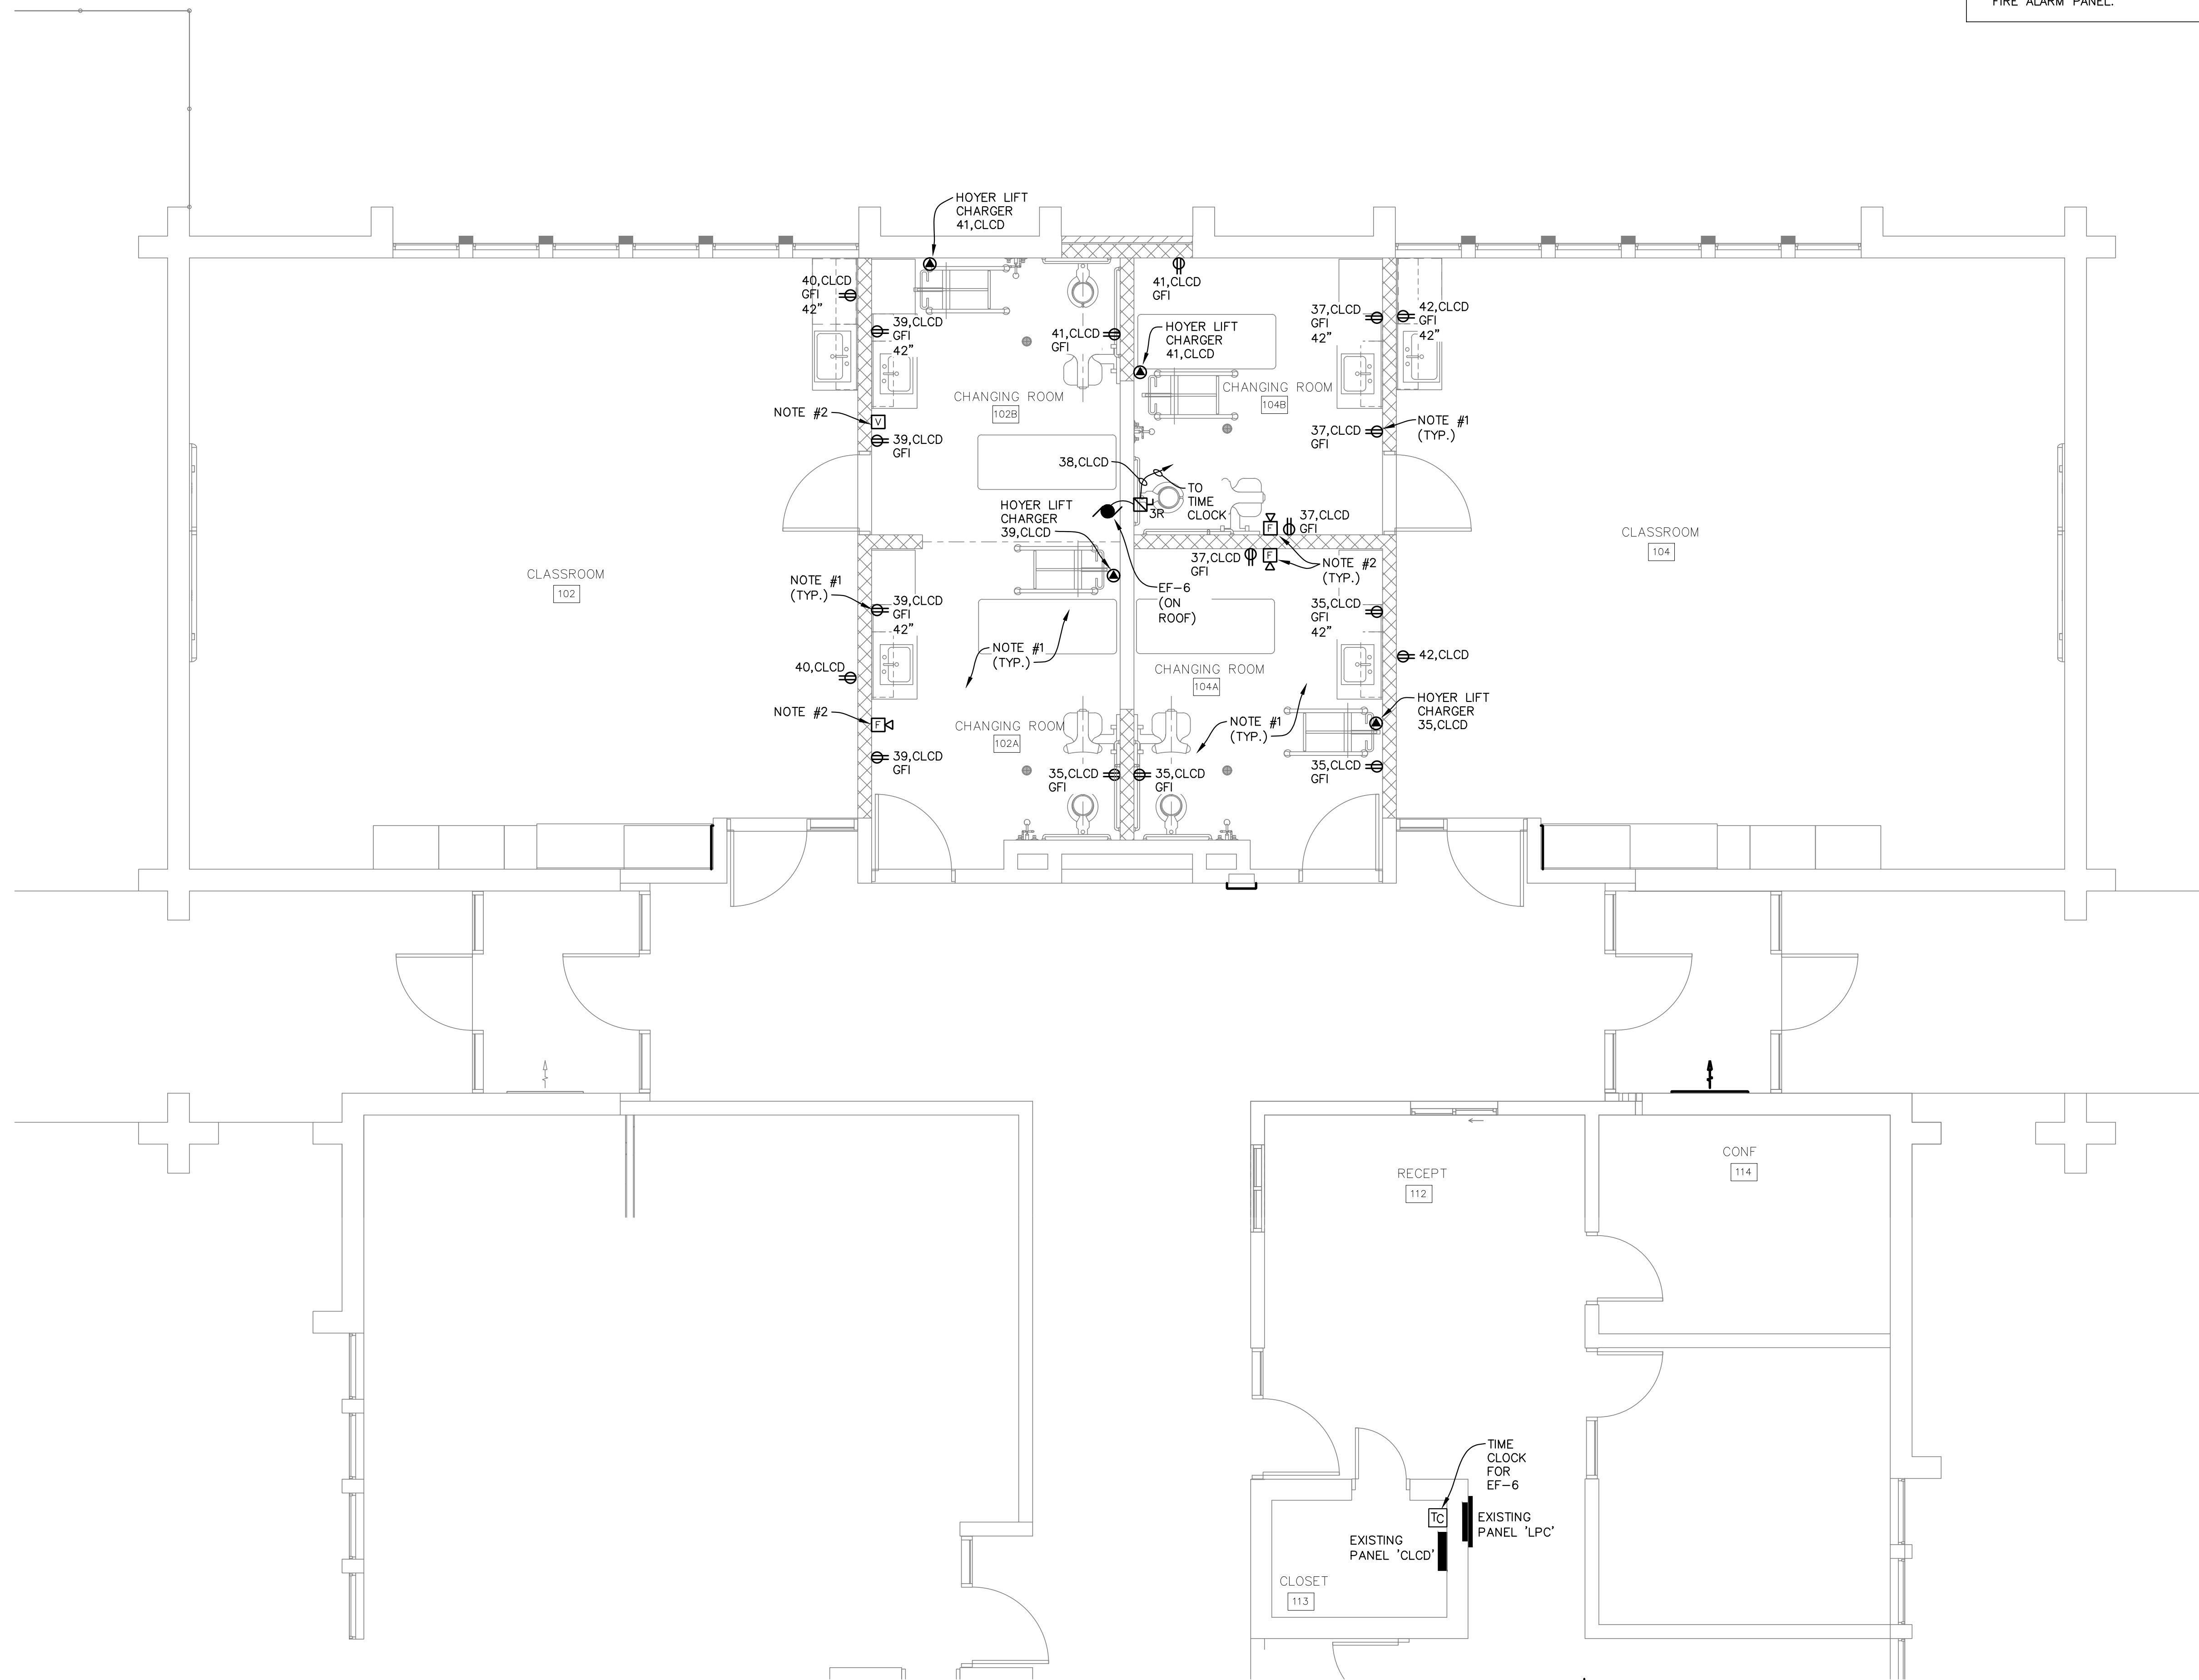 FIRE ALARM PANEL.
HOYER LIFT
CHARGER
41,CLCD
40,CLCD
GFI
42"
39,CLCD
GFI
42"
41,CLCD
GFI
41,CLCD
GFI
HOYER LIFT
CHARGER
41,CLCD
37,CLCD
GFI
42"
42,CLCD
GFI
42"
CHANGING ROOM
102B
CHANGING ROOM
104B
NOTE #2
V
39,CLCD
GFI
37,CLCD
GFI
NOTE #1
(TYP.)
38,CLCD
TO
TIME
CLOCK
3R
HOYER LIFT
CHARGER
39,CLCD
F
37,CLCD
GFI
37,CLCD
GFI
F
NOTE #2
(TYP.)
CLASSROOM
102
CLASSROOM
104
NOTE #1
(TYP.)
39,CLCD
GFI
42"
EF-6
(ON
ROOF)
35,CLCD
GFI
42"
NOTE #1
(TYP.)
40,CLCD
42,CLCD
CHANGING ROOM
104A
NOTE #2
F
CHANGING ROOM
102A
NOTE #1
(TYP.)
HOYER LIFT
CHARGER
35,CLCD
39,CLCD
GFI
35,CLCD
GFI
35,CLCD
GFI
35,CLCD
GFI
RECEPT
112
CONF
114
TIME
CLOCK
FOR
EF-6
TC
EXISTING
PANEL 'LPC'
EXISTING
PANEL 'CLCD'
CLOSET
113